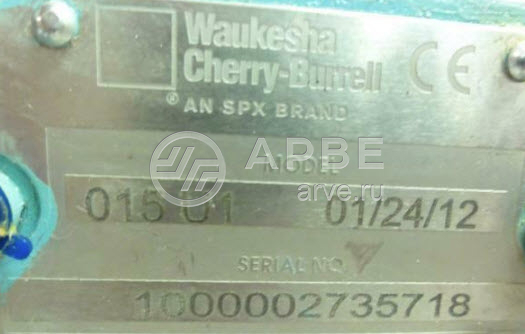 Waukesha
Cherry-Burrell
CE
® AN SPX BRAND
АРВЕ
arve.ru
MODEL
015 U1 01/24/12
SERIAL NO.
1000002735718